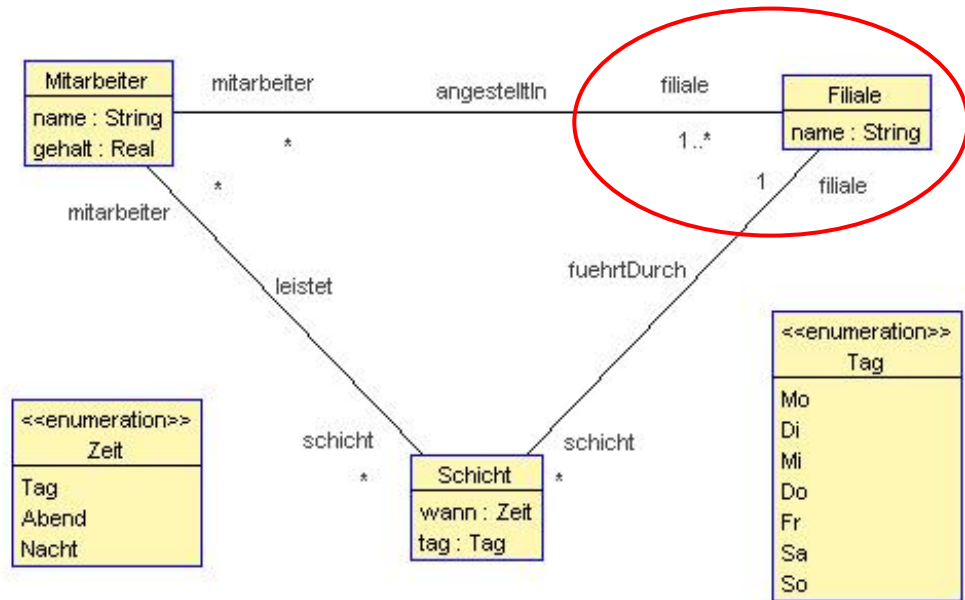 Mitarbeiter
name : String
gehalt : Real
mitarbeiter
*
angestelltIn
filiale
1..*
Filiale
name : String
*
mitarbeiter
1
filiale
leistet
fuehrtDurch
<<enumeration>>
Zeit
Tag
Abend
Nacht
schicht
*
Schicht
wann : Zeit
tag : Tag
schicht
*
<<enumeration>>
Tag
Mo
Di
Mi
Do
Fr
Sa
So